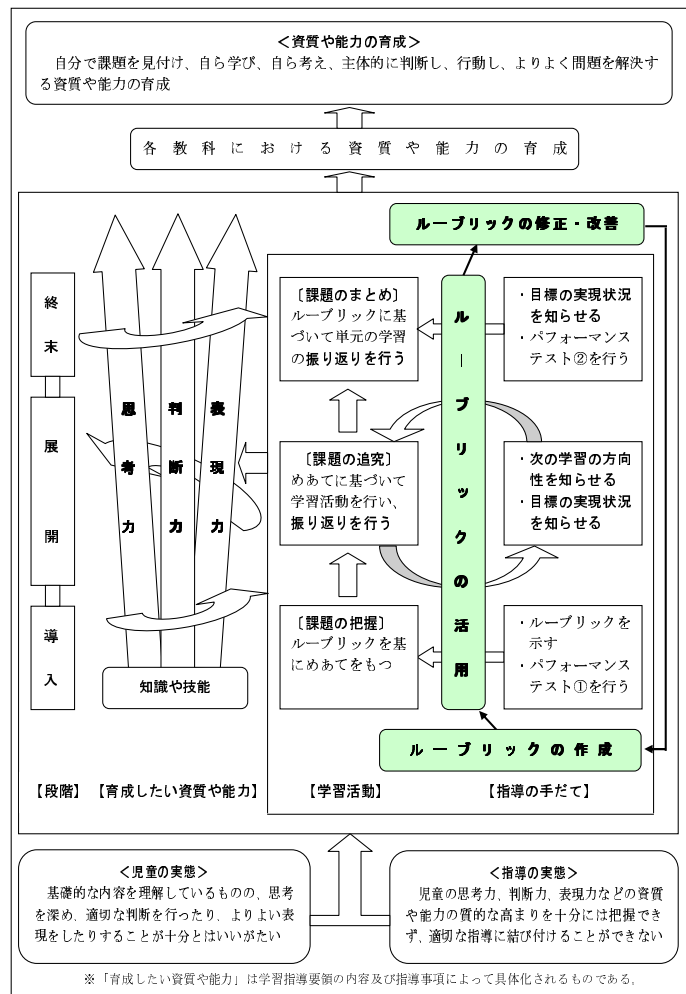 ＜資質や能力の育成＞
自分で課題を見付け、自ら学び、自ら考え、主体的に判断し、行動し、よりよく問題を解決す
る資質や能力の育成
各教科における資質や能力の育成
ルーブリックの修正・改善
終末
展開
導入
思考力
判断力
表現力
知識や技能
［課題のまとめ］
ルーブリックに基
づいて単元の学習
の振り返りを行う
［課題の追究］
めあてに基づいて
学習活動を行い、
振り返りを行う
［課題の把握］
ルーブリックを基
にめあてをもつ
ルーブリックの活用
・目標の実現状況
を知らせる
・パフォーマンス
テスト②を行う
・次の学習の方向
性を知らせる
・目標の実現状況
を知らせる
・ルーブリックを
示す
・パフォーマンス
テスト①を行う
ルーブリックの作成
【段階】
【育成したい資質や能力】
【学習活動】
【指導の手だて】
＜児童の実態＞
基礎的な内容を理解しているものの、思考
を深め、適切な判断を行ったり、よりよい表
現をしたりすることが十分とはいいがたい
＜指導の実態＞
児童の思考力、判断力、表現力などの資質
や能力の質的な高まりを十分には把握でき
ず、適切な指導に結び付けることができない
※「育成したい資質や能力」は学習指導要領の内容及び指導事項によって具体化されるものである。